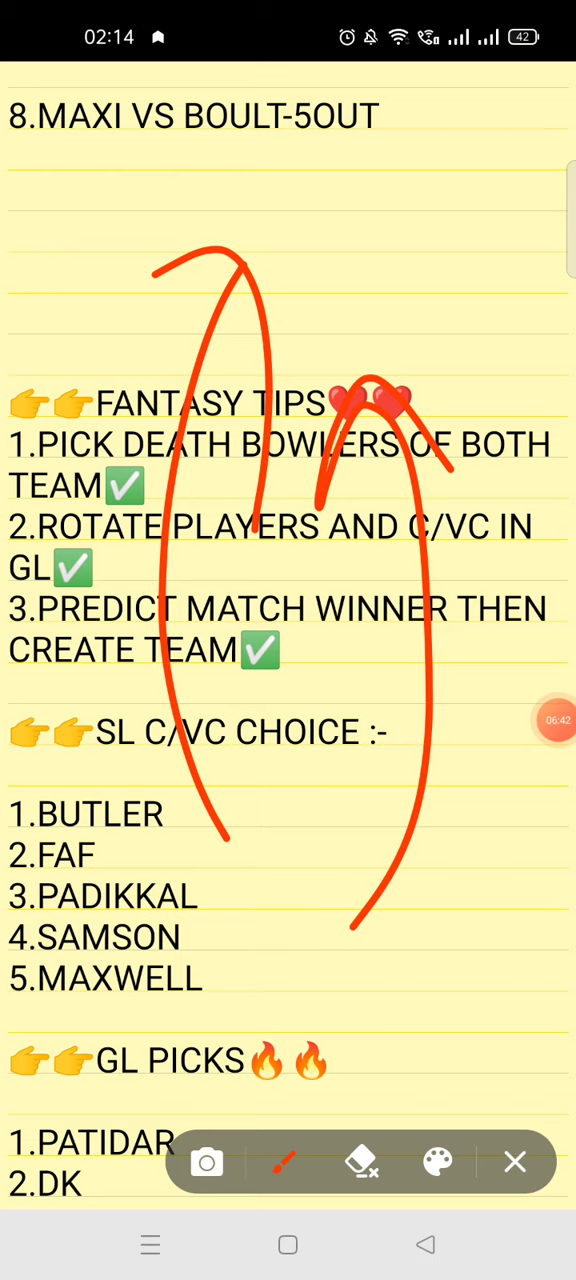 02:14
42
8.MAXI VS BOULT-5OUT
👉👉FANTASY TIPS❤️❤️
1.PICK DEATH BOWLERS OF BOTH
TEAM✅
2.ROTATE PLAYERS AND C/VC IN
GL✅
3.PREDICT MATCH WINNER THEN
CREATE TEAM✅
👉👉SL C/VC CHOICE :-
06:42
1.BUTLER
2.FAF
3.PADIKKAL
4.SAMSON
5.MAXWELL
👉👉GL PICKS🔥🔥
1.PATIDAR
2.DK